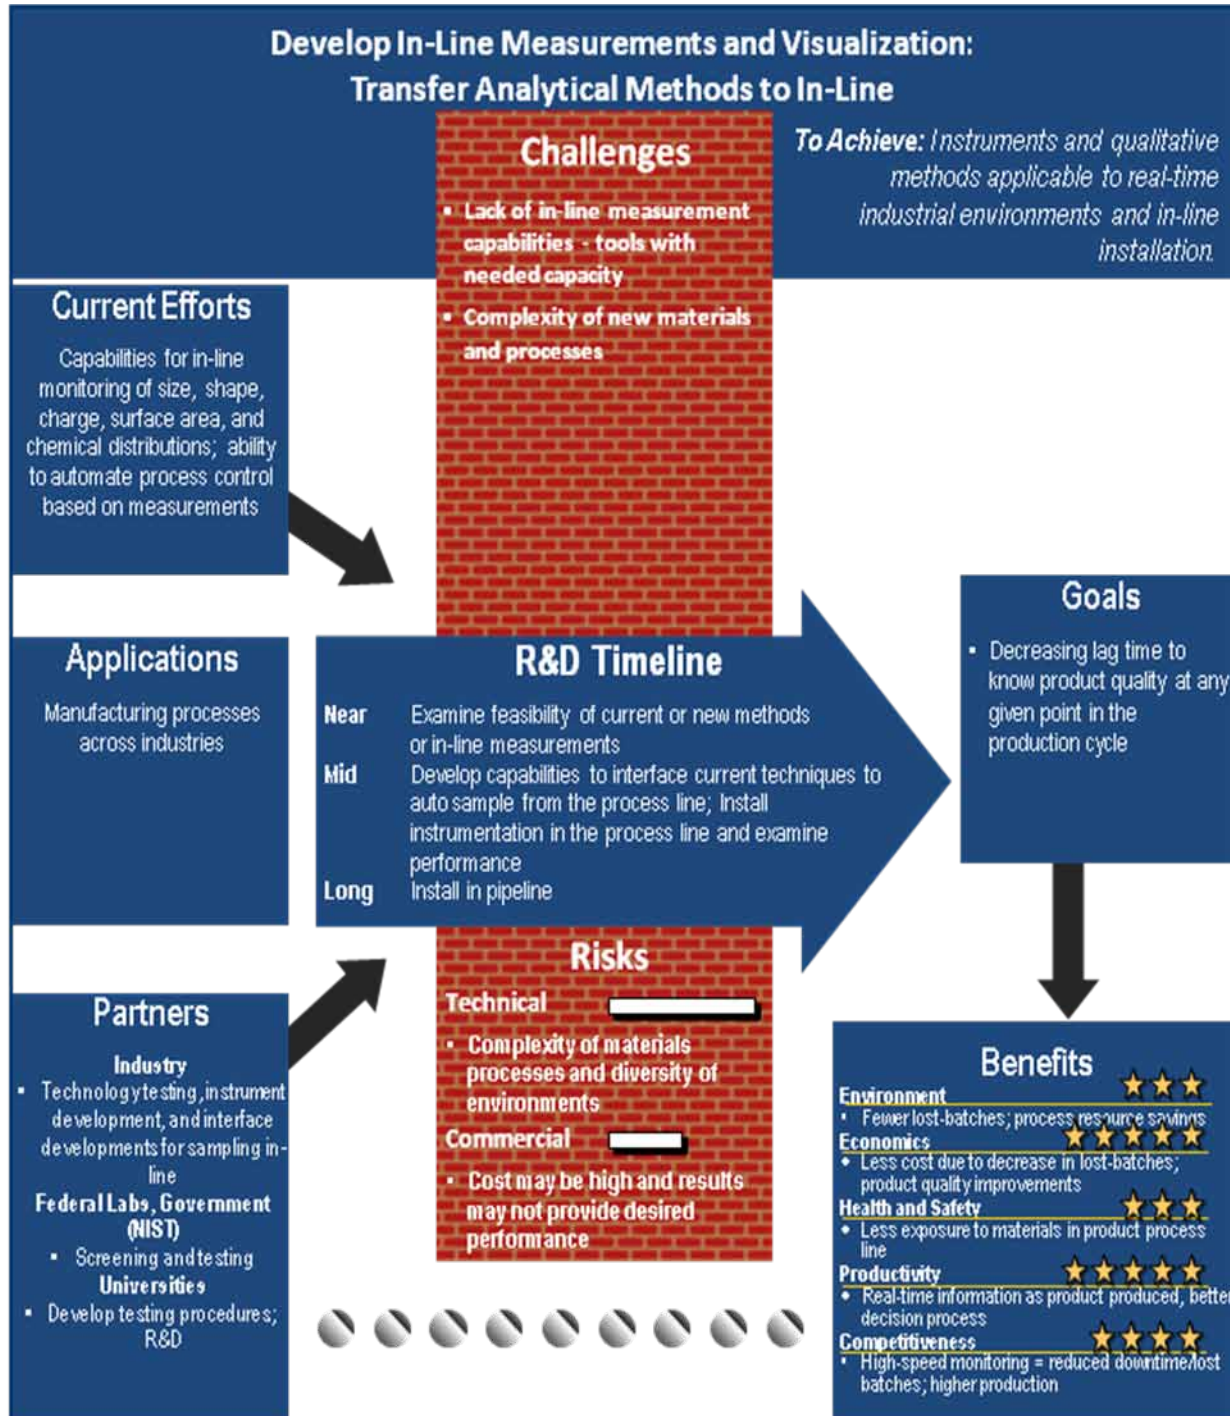 Develop In-Line Measurements and Visualization:
Transfer Analytical Methods to In-Line
To Achieve: Instruments and qualitative
methods applicable to real-time
industrial environments and in-line
installation.
Challenges
▪ Lack of in-line measurement
capabilities - tools with
needed capacity
▪ Complexity of new materials
and processes
Current Efforts
Capabilities for in-line
monitoring of size, shape,
charge, surface area, and
chemical distributions; ability
to automate process control
based on measurements
Applications
Manufacturing processes
across industries
Partners
Industry
▪ Technology testing, instrument
development, and interface
developments for sampling in-
line
Federal Labs, Government
(NIST)
▪ Screening and testing
Universities
▪ Develop testing procedures;
R&D
R&D Timeline
Near Examine feasibility of current or new methods
or in-line measurements
Mid Develop capabilities to interface current techniques to
auto sample from the process line; Install
instrumentation in the process line and examine
performance
Long Install in pipeline
Risks
Technical
▪ Complexity of materials
processes and diversity of
environments
Commercial
▪ Cost may be high and results
may not provide desired
performance
Goals
▪ Decreasing lag time to
know product quality at any
given point in the
production cycle
Benefits
Environment
▪ Fewer lost-batches; process resource savings
Economics
• Less cost due to decrease in lost-batches;
product quality improvements
Health and Safety
• Less exposure to materials in product process
line
Productivity
• Real-time information as product produced, better
decision process
Competitiveness
• High-speed monitoring = reduced downtime/lost
batches; higher production